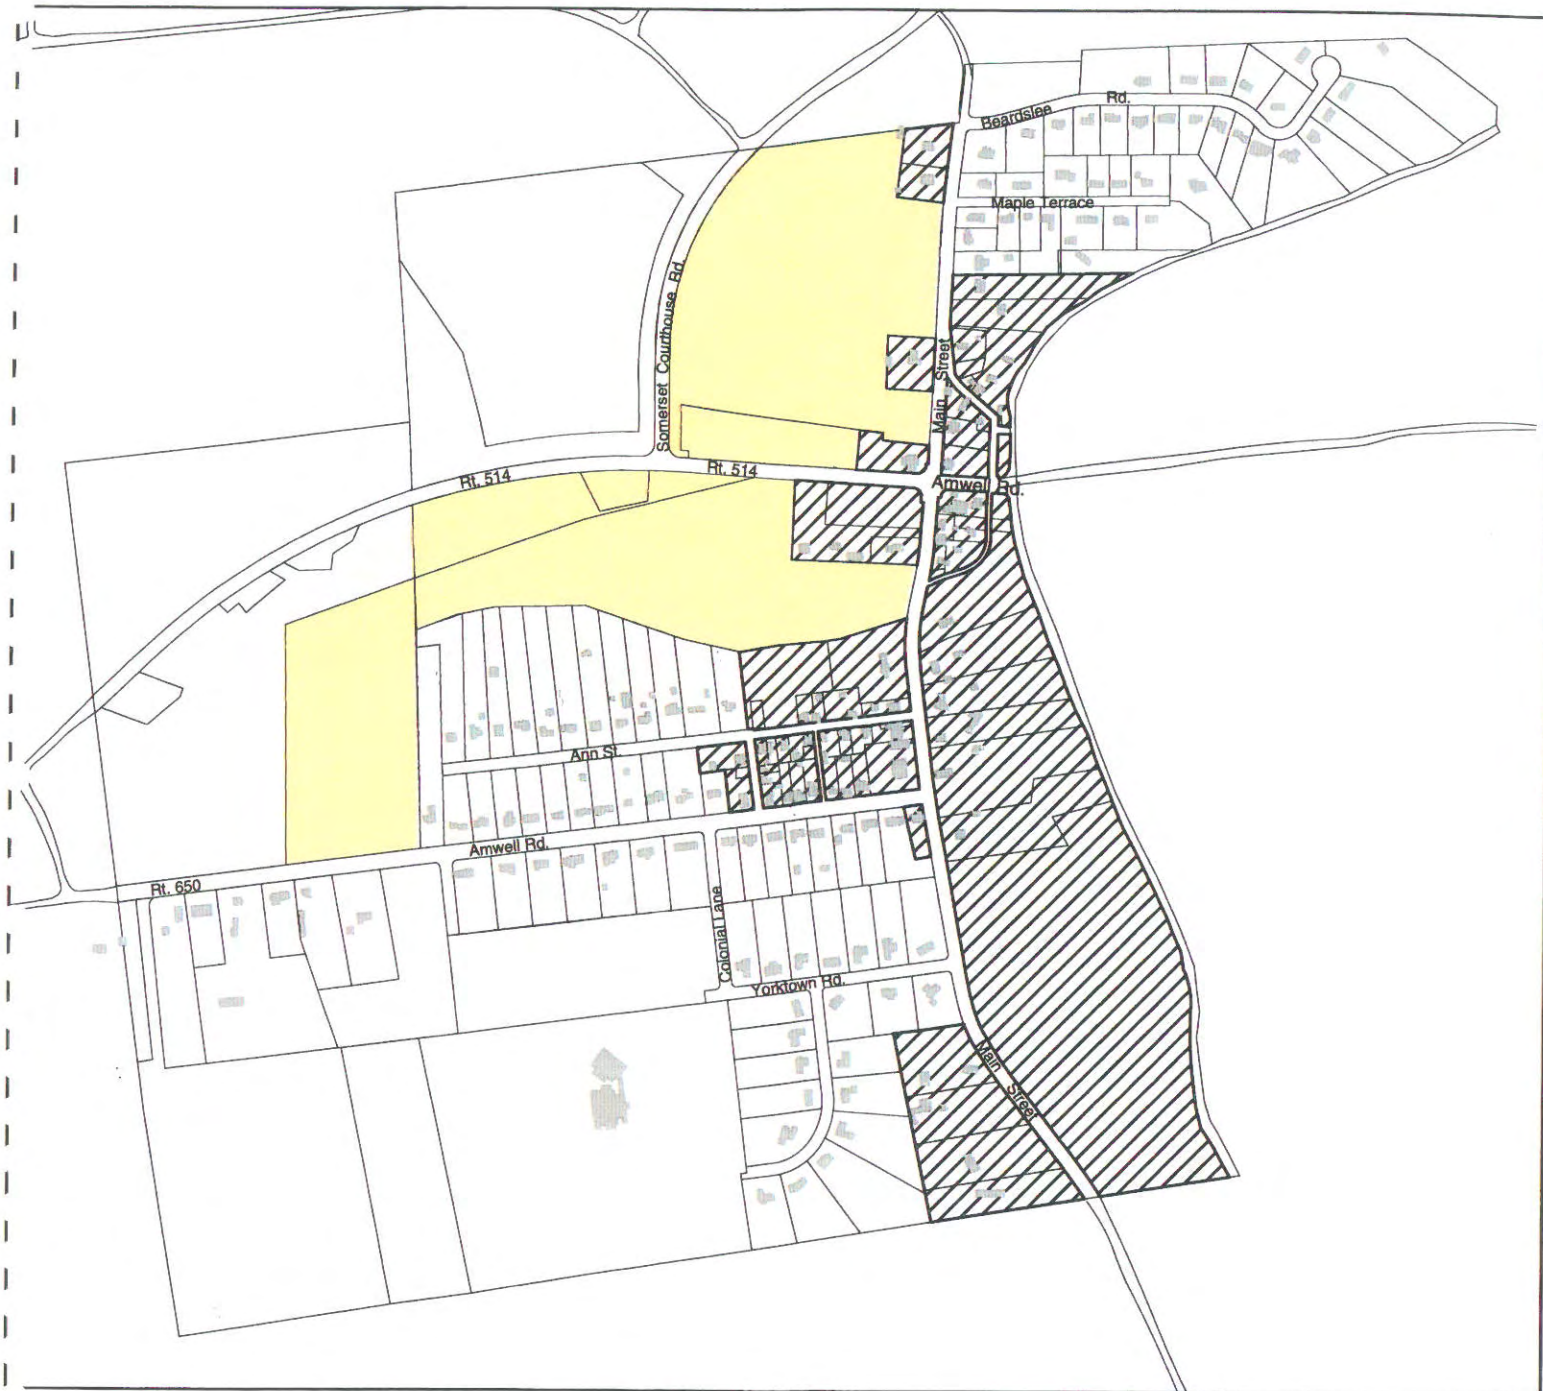 Beardslee Rd.
Maple Terrace
Somerset Courthouse Rd.
Main Street
Rt. 514
Rt. 514
Amwell Rd.
Ann St.
Amwell Rd.
Rt. 650
Colonial Lane
Yorktown Rd.
Main Street